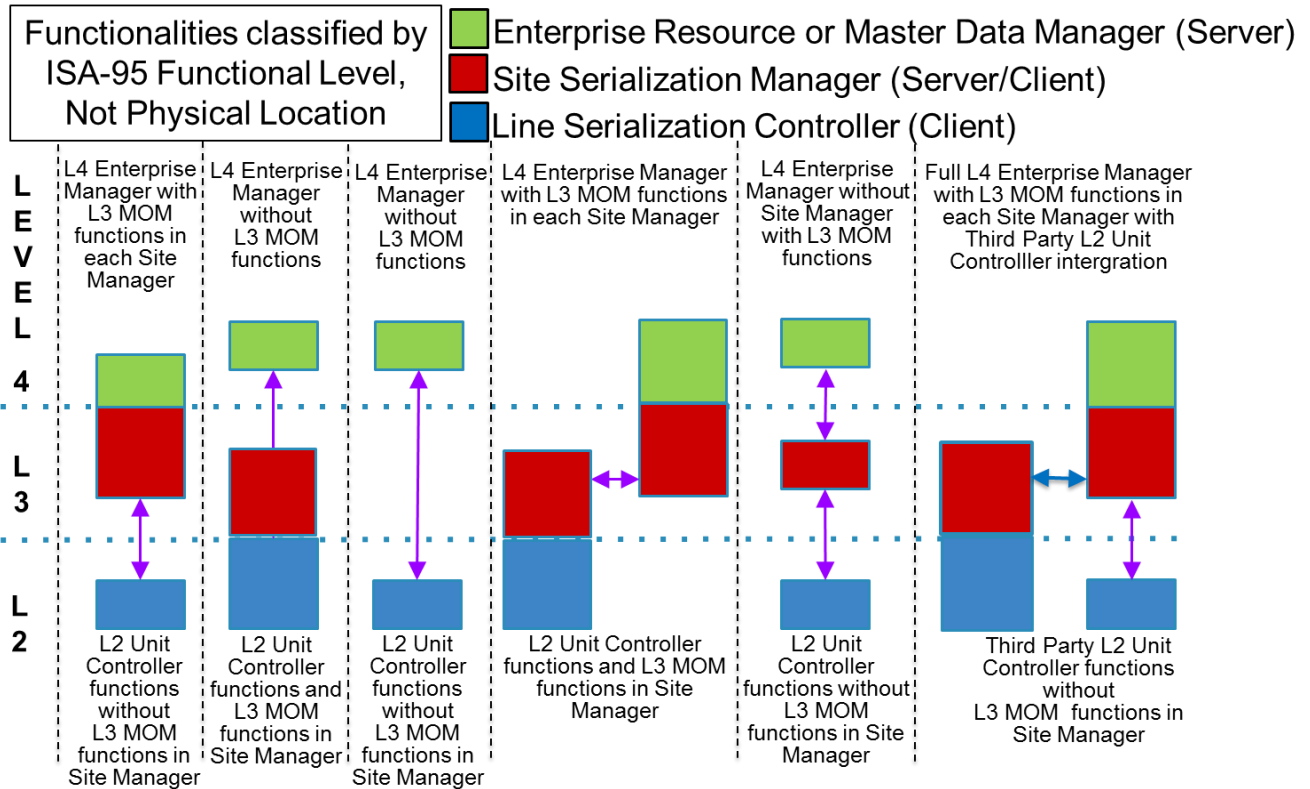 Functionalities classified by
ISA-95 Functional Level,
Not Physical Location
Enterprise Resource or Master Data Manager (Server)
Site Serialization Manager (Server/Client)
Line Serialization Controller (Client)
L
E
V
E
L
4
L
3
L
2
L4 Enterprise
Manager with
L3 MOM
functions in
each Site
Manager
L4 Enterprise
Manager
without
L3 MOM
functions
L4 Enterprise
Manager
without
L3 MOM
functions
L4 Enterprise Manager
with L3 MOM functions
in each Site Manager
L4 Enterprise
Manager without
Site Manager
with L3 MOM
functions
Full L4 Enterprise Manager
with L3 MOM functions in
each Site Manager with
Third Party L2 Unit
Controlller intergration
L2 Unit
Controller
functions
without
L3 MOM
functions in
Site Manager
L2 Unit
Controller
functions and
L3 MOM
functions in
Site Manager
L2 Unit
Controller
functions
without
L3 MOM
functions in
Site Manager
L2 Unit Controller
functions and L3 MOM
functions in Site
Manager
L2 Unit
Controller
functions without
L3 MOM
functions in Site
Manager
Third Party L2 Unit
Controller functions
without
L3 MOM functions in
Site Manager